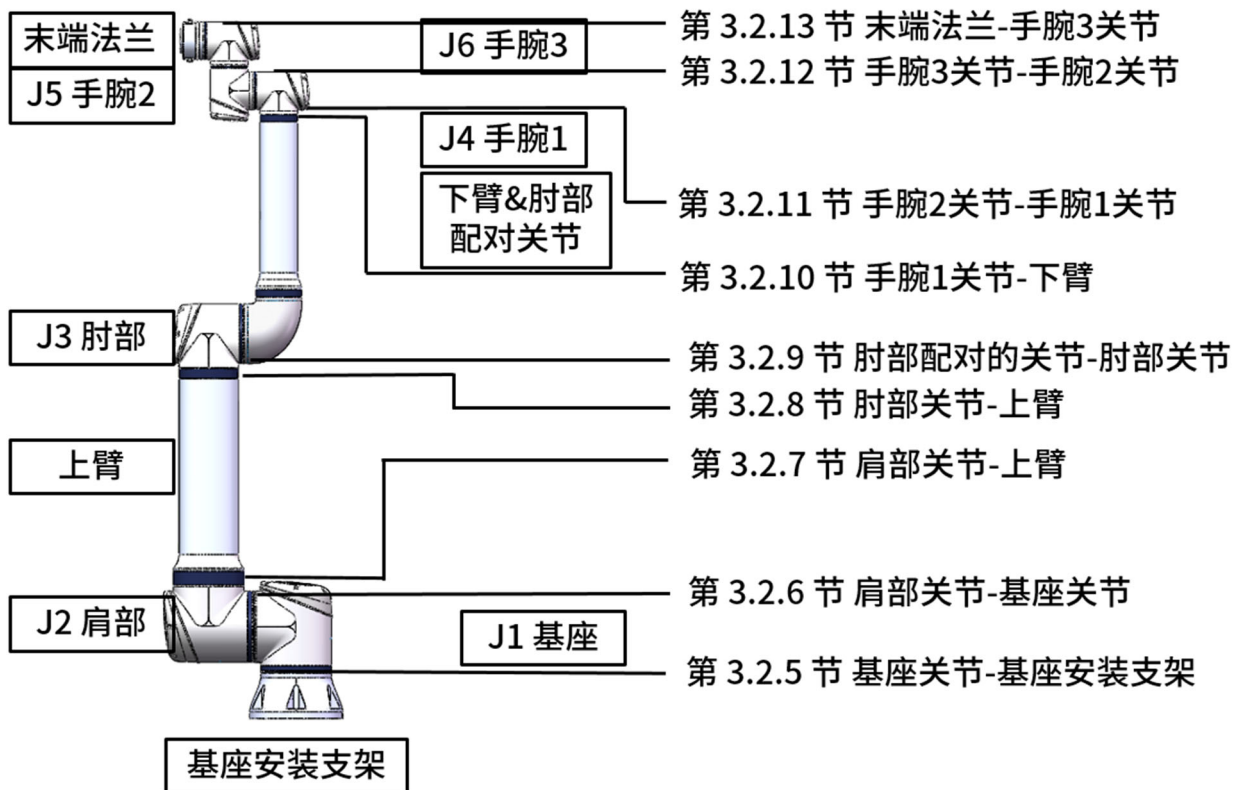 末端法兰
J6 手腕3
第 3.2.13 节 末端法兰-手腕3关节
J5 手腕2
第 3.2.12 节 手腕3关节-手腕2关节
J4 手腕1
下臂&肘部
配对关节
第 3.2.11 节 手腕2关节-手腕1关节
第 3.2.10 节 手腕1关节-下臂
J3 肘部
第 3.2.9 节 肘部配对的关节-肘部关节
第 3.2.8 节 肘部关节-上臂
上臂
第 3.2.7 节 肩部关节-上臂
第 3.2.6 节 肩部关节-基座关节
J2 肩部
J1 基座
第 3.2.5 节 基座关节-基座安装支架
基座安装支架